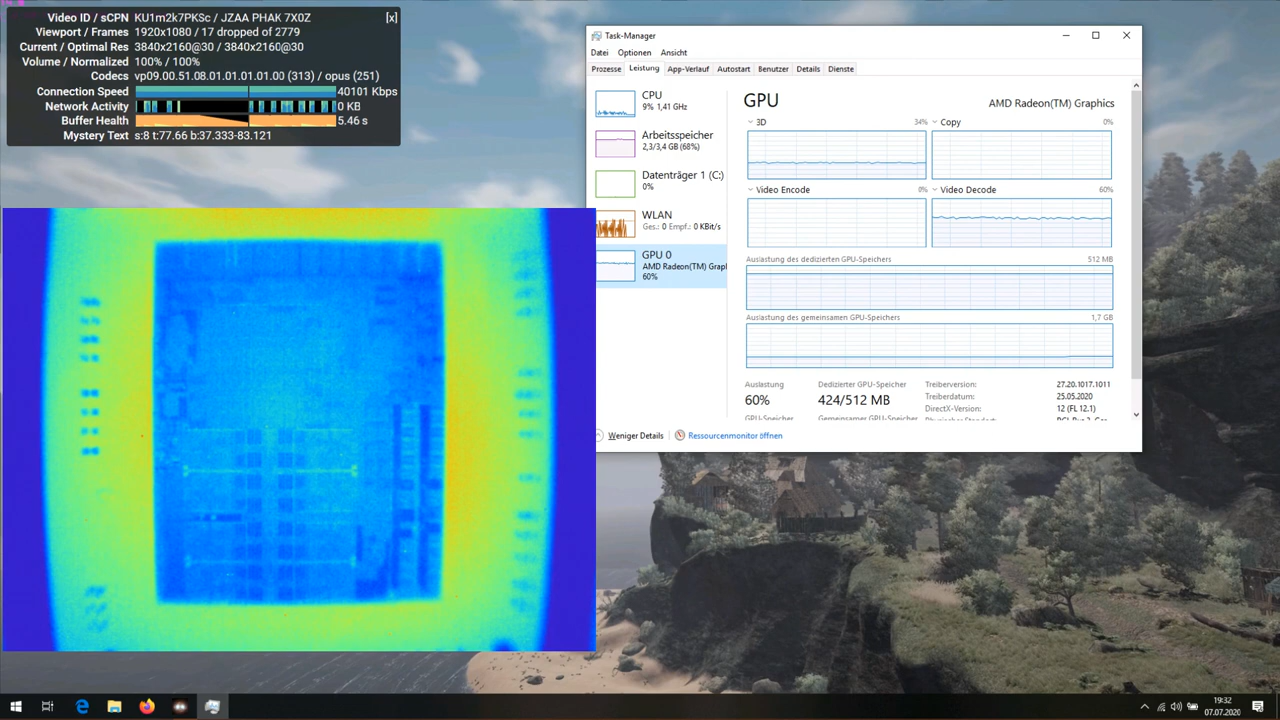 Video ID / sCPN KU1m2k7PKSc / JZAA PHAK 7X0Z [x]
Viewport / Frames 1920x1080 / 17 dropped of 2779
Current / Optimal Res 3840x2160@30 / 3840x2160@30
Volume / Normalized 100% / 100%
Codecs vp09.00.51.08.01.01.01.01.00 (313) / opus (251)
Connection Speed 40101 Kbps
Network Activity 0 KB
Buffer Health 5.46 s
Mystery Text s:8 t:77.66 b:37.333-83.121
Task-Manager
Datei Optionen Ansicht
Prozesse Leistung App-Verlauf Autostart Benutzer Details Dienste
CPU
9% 1,41 GHz
Arbeitsspeicher
2,3/3,4 GB (68%)
Datenträger 1 (C:)
0%
WLAN
Ges.: 0 Empf.: 0 KBit/s
GPU 0
AMD Radeon(TM) Grap
60%
GPU AMD Radeon(TM) Graphics
3D 34% Copy 0%
Video Encode 0% Video Decode 60%
Auslastung des dedizierten GPU-Speichers 512 MB
Auslastung des gemeinsamen GPU-Speichers 1,7 GB
Auslastung Dedizierter GPU-Speicher
60% 424/512 MB
GPU-Speicher Gemeinsamer GPU-Speicher
Treiberversion: 27.20.1017.1011
Treiberdatum: 25.05.2020
DirectX-Version: 12 (FL 12.1)
Weniger Details Ressourcenmonitor öffnen
19:32
07.07.2020